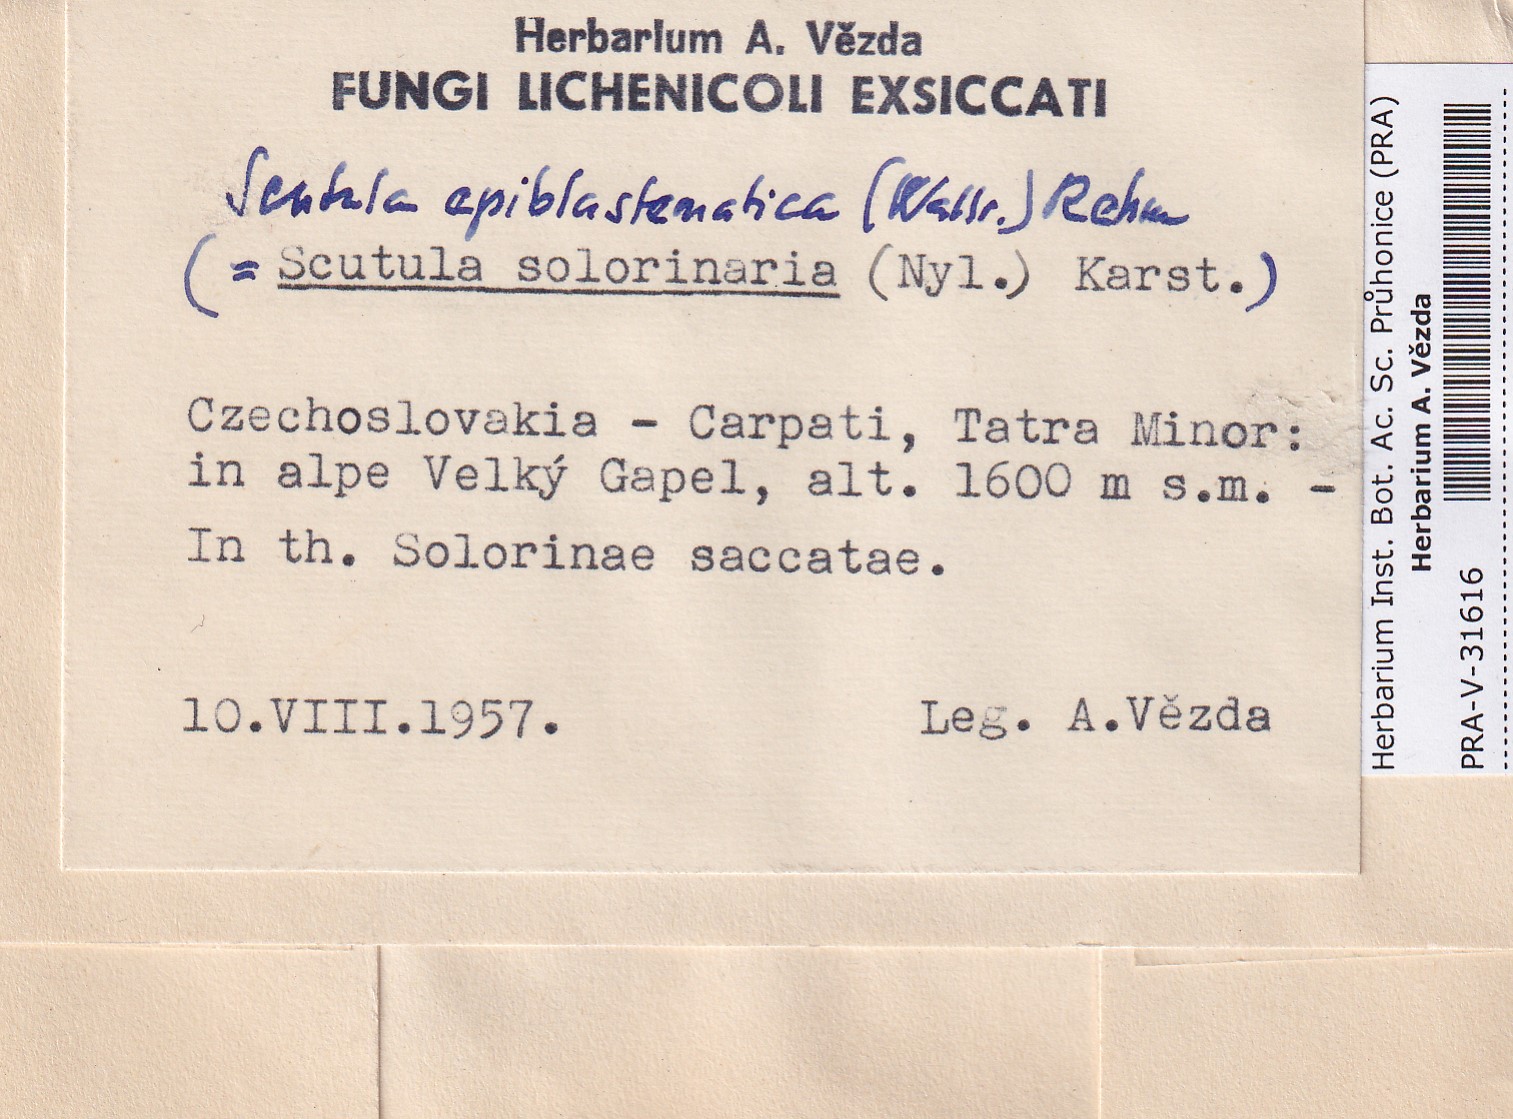 Herbarium A. Vězda
FUNGI LICHENICOLI EXSICCATI
Scutula epiblastematica (Wallr.) Rehm
(= Scutula solorinaria (Nyl.) Karst.)
Czechoslovakia - Carpati, Tatra Minor:
in alpe Velký Gapel, alt. 1600 m s.m. -
In th. Solorinae saccatae.
10.VIII.1957.
Leg. A.Vězda
Herbarium Inst. Bot. Ac. Sc. Průhonice (PRA)
Herbarium A. Vězda
PRA-V-31616